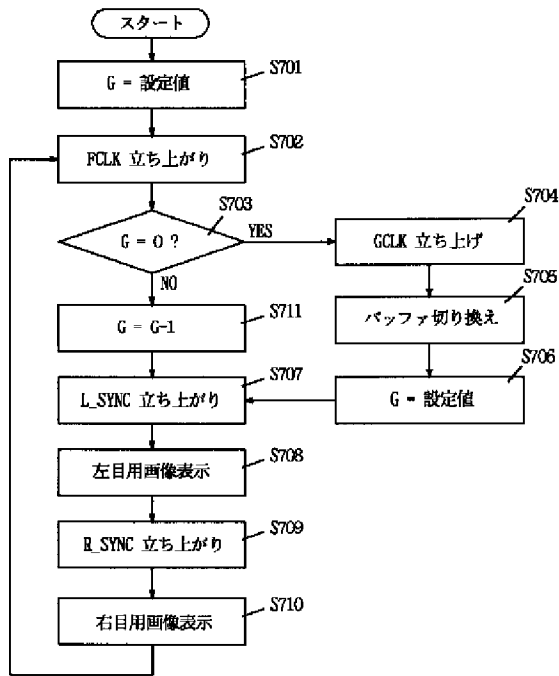 スタート
S701
G = 設定値
S702
FCLK 立ち上がり
S703
G = 0 ?
YES
NO
S704
GCLK 立ち上げ
S705
バッファ切り換え
S706
G = 設定値
S711
G = G-1
S707
L_SYNC 立ち上がり
S708
左目用画像表示
S709
R_SYNC 立ち上がり
S710
右目用画像表示